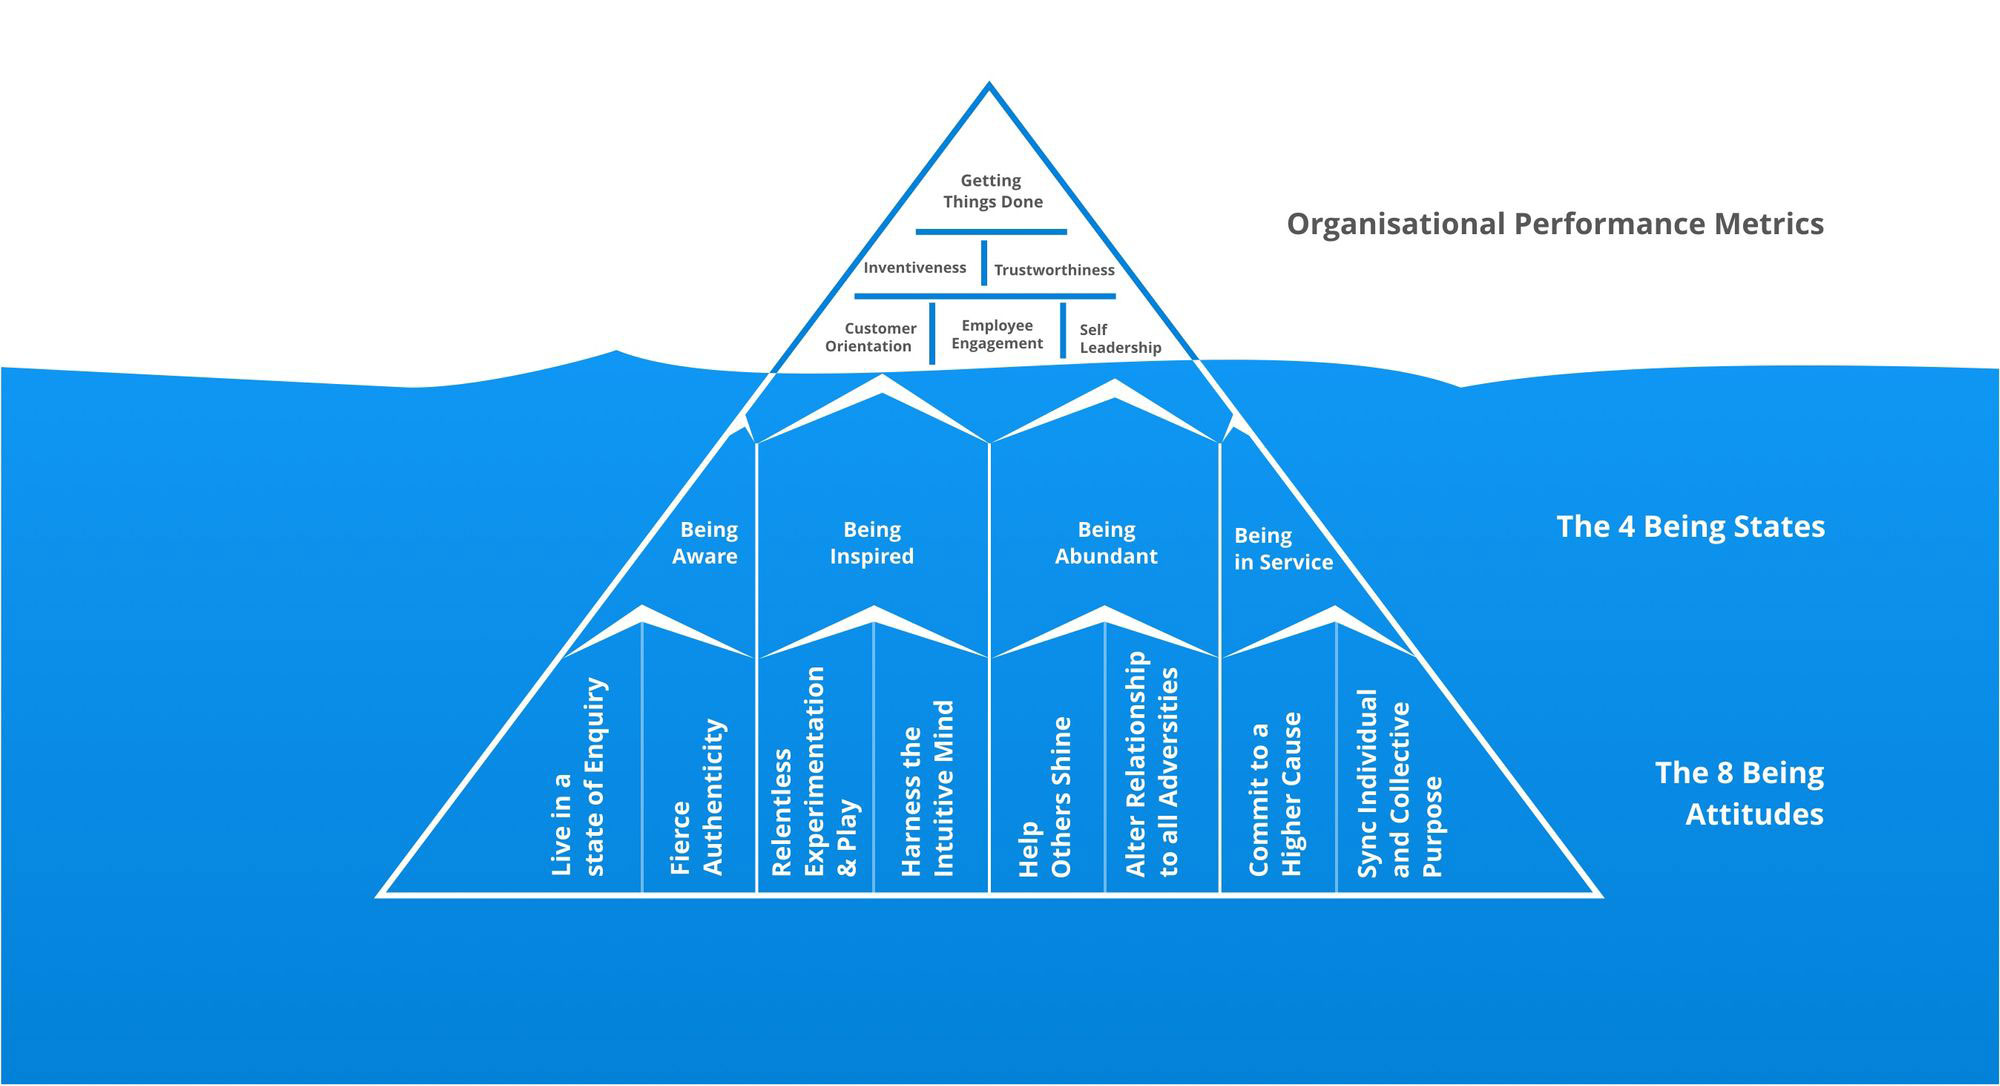 Getting
Things Done
Organisational Performance Metrics
Inventiveness
Trustworthiness
Customer
Orientation
Employee
Engagement
Self
Leadership
Being
Aware
Being
Inspired
Being
Abundant
Being
in Service
The 4 Being States
Live in a
state of Enquiry
Fierce
Authenticity
Relentless
Experimentation
& Play
Harness the
Intuitive Mind
Help
Others Shine
Alter Relationship
to all Adversities
Commit to a
Higher Cause
Sync Individual
and Collective
Purpose
The 8 Being
Attitudes